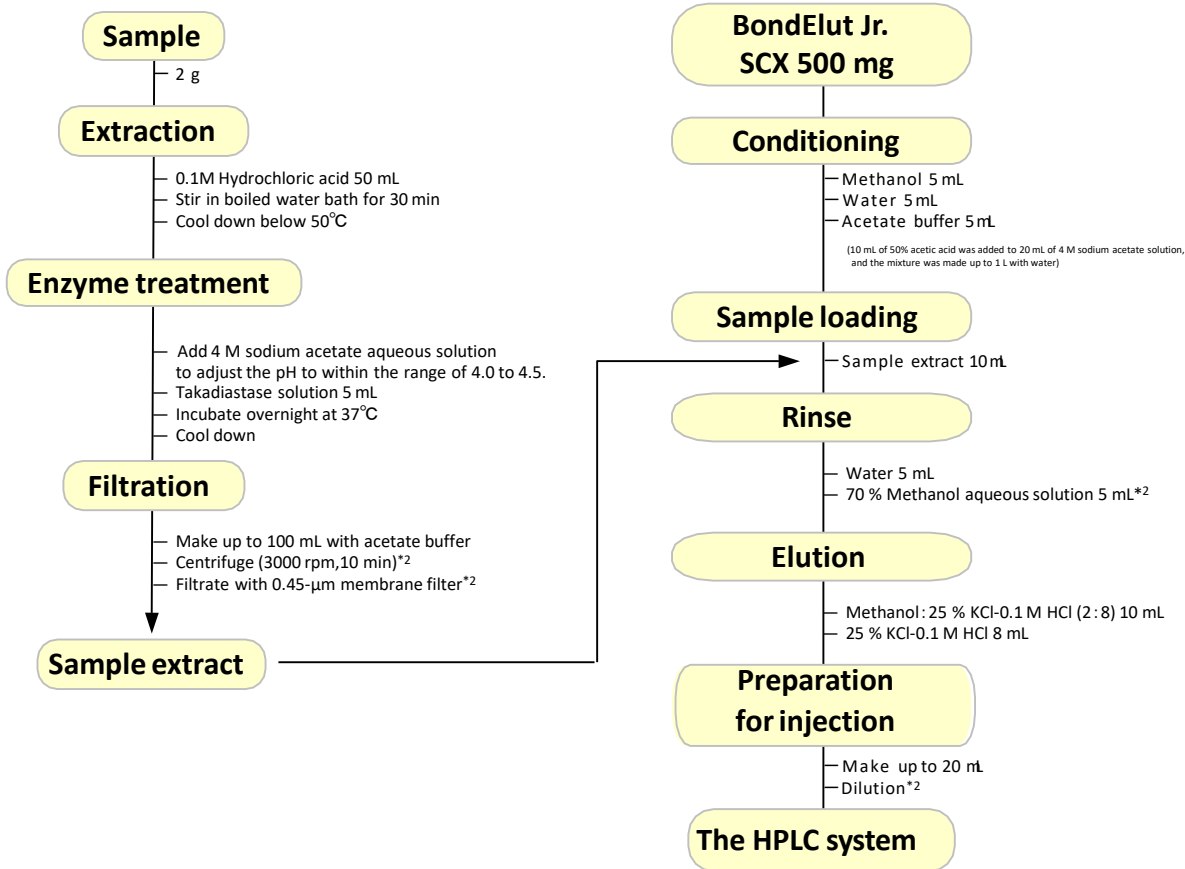 Sample
2 g
Extraction
0.1M Hydrochloric acid 50 mL
Stir in boiled water bath for 30 min
Cool down below 50℃
Enzyme treatment
Add 4 M sodium acetate aqueous solution
to adjust the pH to within the range of 4.0 to 4.5.
Takadiastase solution 5 mL
Incubate overnight at 37℃
Cool down
Filtration
Make up to 100 mL with acetate buffer
Centrifuge (3000 rpm,10 min)*2
Filtrate with 0.45-μm membrane filter*2
Sample extract
BondElut Jr.
SCX 500 mg
Conditioning
Methanol 5 mL
Water 5 mL
Acetate buffer 5 mL
(10 mL of 50% acetic acid was added to 20 mL of 4 M sodium acetate solution,
and the mixture was made up to 1 L with water)
Sample loading
Sample extract 10 mL
Rinse
Water 5 mL
70 % Methanol aqueous solution 5 mL*2
Elution
Methanol : 25 % KCl-0.1 M HCl (2 : 8) 10 mL
25 % KCl-0.1 M HCl 8 mL
Preparation
for injection
Make up to 20 mL
Dilution*2
The HPLC system